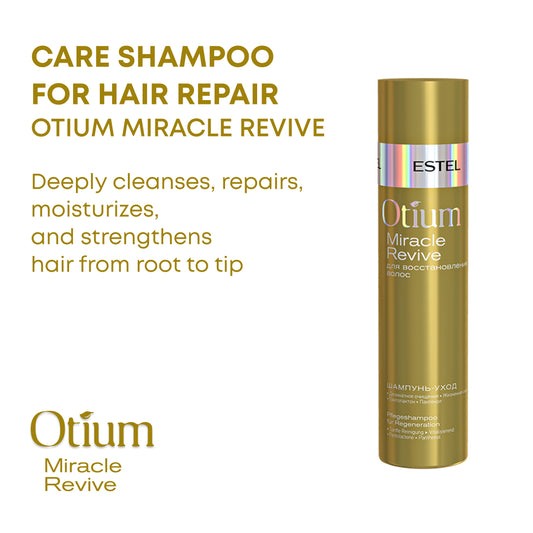 CARE SHAMPOO
FOR HAIR REPAIR
OTIUM MIRACLE REVIVE
Deeply cleanses, repairs,
moisturizes,
and strengthens
hair from root to tip
ESTEL
Otium
Miracle
Revive
для восстановления
волос
ШАМПУНЬ-УХОД
Pflegeshampoo
für Regeneration
Otium
Miracle
Revive